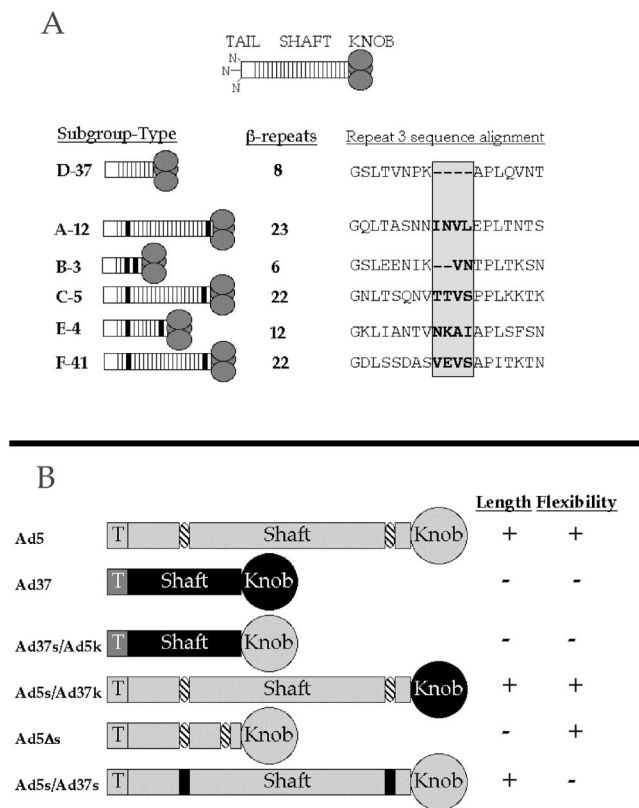 A
TAIL SHAFT KNOB
N
N
N
Subgroup-Type β-repeats Repeat 3 sequence alignment
D-37 8 GSLTVNPK----APLQVNT
A-12 23 GQLTASNNINVLEPLTNTS
B-3 6 GSLEENIK--VNTPLTKSN
C-5 22 GNLTSQNVTTVSPPLKKTK
E-4 12 GKLIANTVNKAIAPLSFSN
F-41 22 GDLSSDASVEVSAPITKTN
B
Length Flexibility
Ad5 T Shaft Knob + +
Ad37 T Shaft Knob - -
Ad37s/Ad5k T Shaft Knob - -
Ad5s/Ad37k T Shaft Knob + +
Ad5Δs T Knob - +
Ad5s/Ad37s T Shaft Knob + -